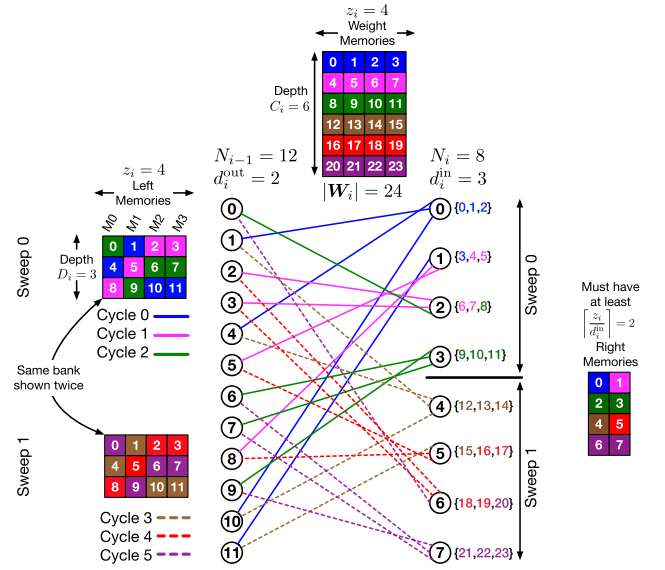 z_i = 4
Weight
Memories
Depth
C_i = 6
0 1 2 3
4 5 6 7
8 9 10 11
12 13 14 15
16 17 18 19
20 21 22 23
|W_i| = 24
N_{i−1} = 12
d_i^out = 2
N_i = 8
d_i^in = 3
z_i = 4
Left
Memories
M0 M1 M2 M3
Sweep 0
Depth
D_i = 3
0 1 2 3
4 5 6 7
8 9 10 11
Cycle 0
Cycle 1
Cycle 2
Same bank
shown twice
Sweep 1
0 1 2 3
4 5 6 7
8 9 10 11
Cycle 3
Cycle 4
Cycle 5
0
1
2
3
4
5
6
7
8
9
10
11
0 {0,1,2}
1 {3,4,5}
2 {6,7,8}
3 {9,10,11}
4 {12,13,14}
5 {15,16,17}
6 {18,19,20}
7 {21,22,23}
Sweep 0
Sweep 1
Must have
at least
⌈z_i/d_i^in⌉ = 2
Right
Memories
0 1
2 3
4 5
6 7